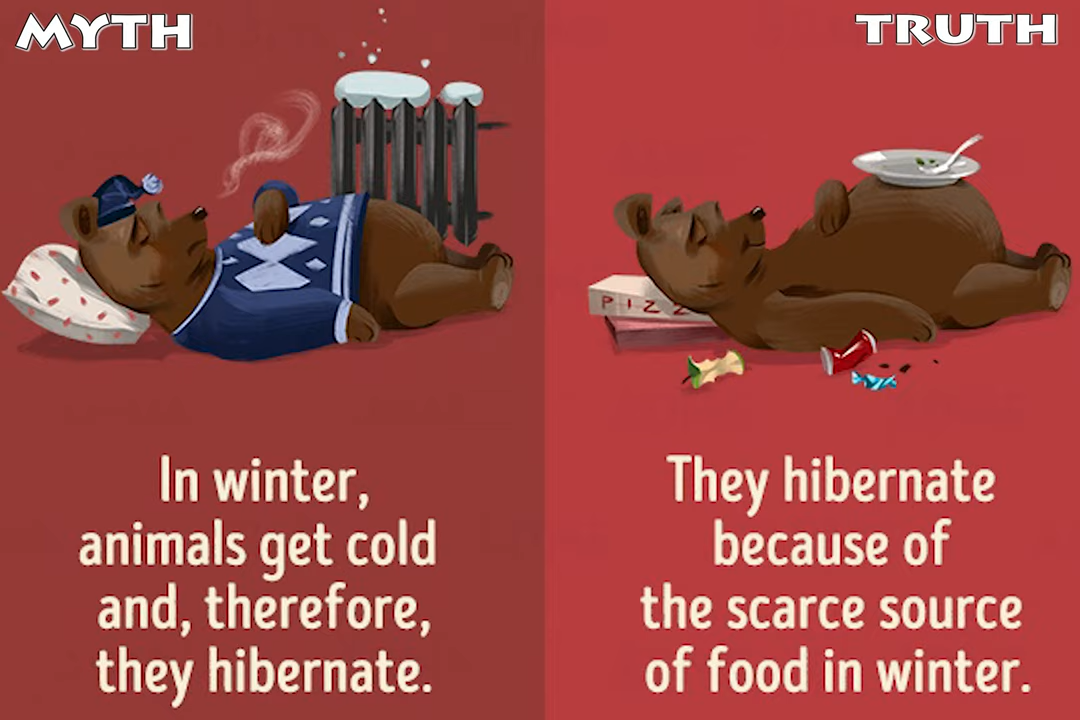 MYTH
In winter,
animals get cold
and, therefore,
they hibernate.
TRUTH
PIZZ
They hibernate
because of
the scarce source
of food in winter.